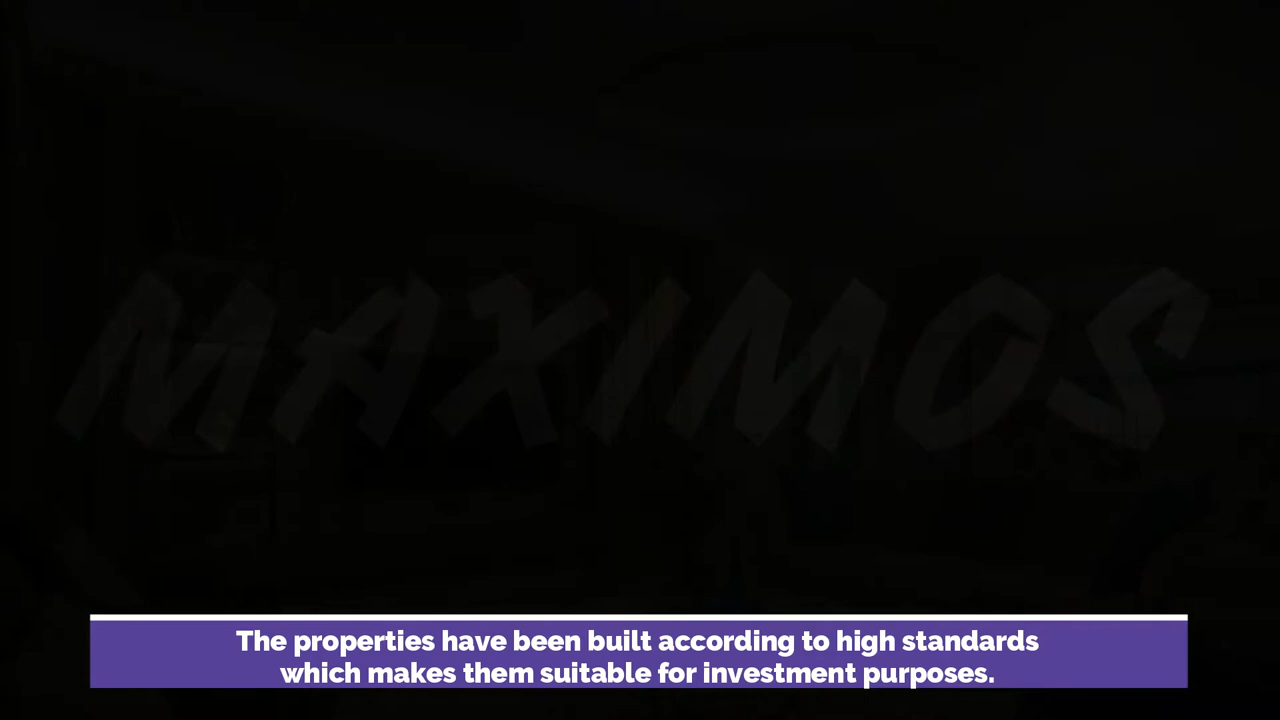 MAXIMOS
The properties have been built according to high standards
which makes them suitable for investment purposes.